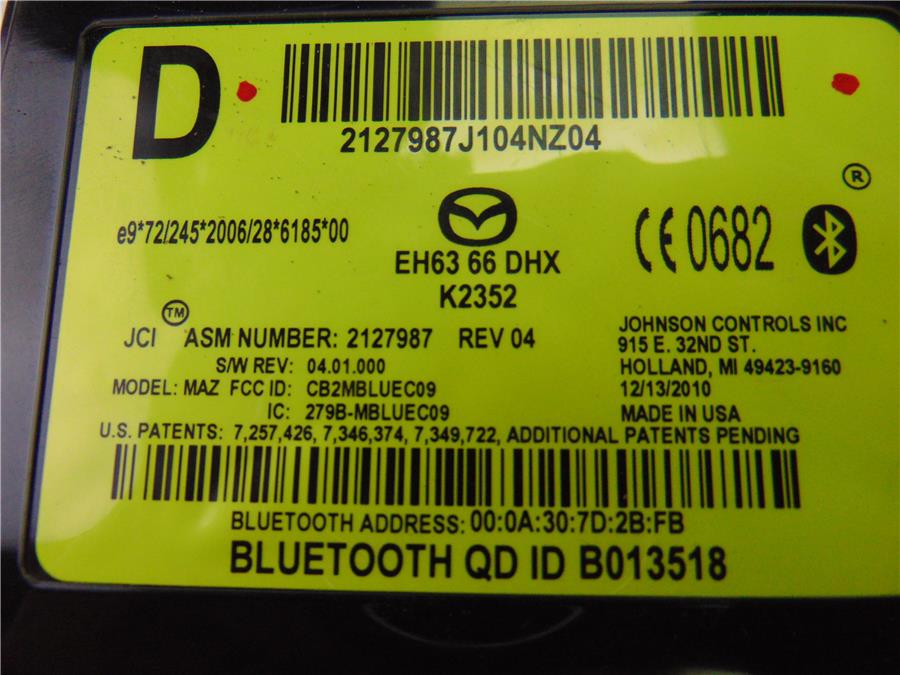 D
2127987J104NZ04
®
e9*72/245*2006/28*6185*00
CE 0682
EH63 66 DHX
K2352
JCI ™ ASM NUMBER: 2127987 REV 04
S/W REV: 04.01.000
MODEL: MAZ FCC ID: CB2MBLUEC09
IC: 279B-MBLUEC09
JOHNSON CONTROLS INC
915 E. 32ND ST.
HOLLAND, MI 49423-9160
12/13/2010
MADE IN USA
U.S. PATENTS: 7,257,426, 7,346,374, 7,349,722, ADDITIONAL PATENTS PENDING
BLUETOOTH ADDRESS: 00:0A:30:7D:2B:FB
BLUETOOTH QD ID B013518